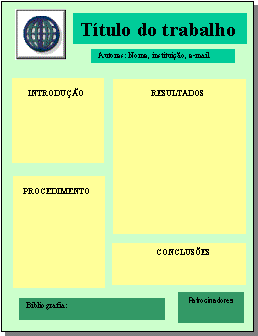 Título do trabalho
Autores: Nome, instituição, e-mail
INTRODUÇÃO
RESULTADOS
PROCEDIMENTO
CONCLUSÕES
Bibliografia:
Patrocinadores